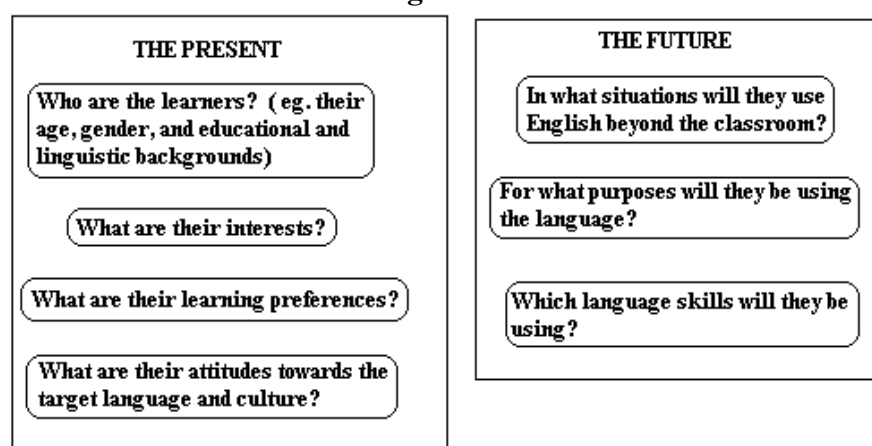 THE PRESENT
Who are the learners? ( eg. their
age, gender, and educational and
linguistic backgrounds)
What are their interests?
What are their learning preferences?
What are their attitudes towards the
target language and culture?
THE FUTURE
In what situations will they use
English beyond the classroom?
For what purposes will they be using
the language?
Which language skills will they be
using?